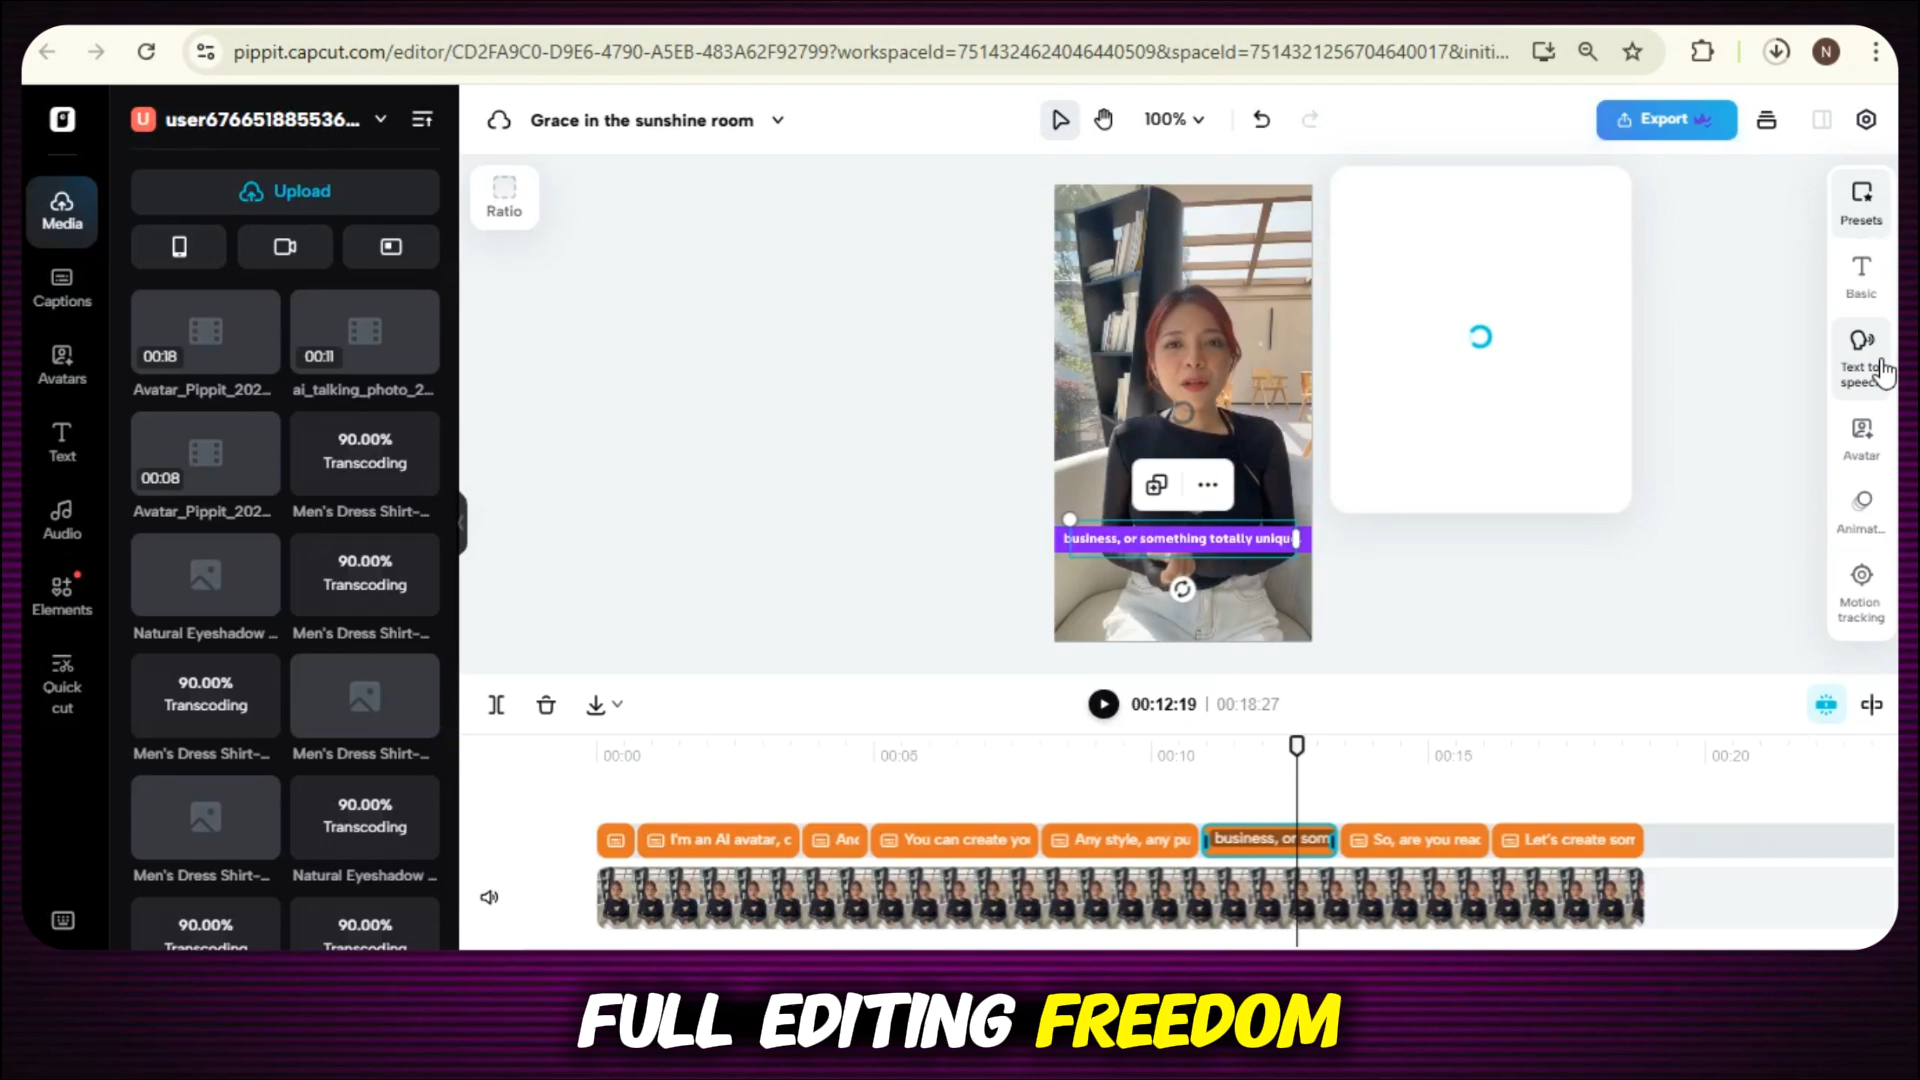 pippit.capcut.com/editor/CD2FA9C0-D9E6-4790-A5EB-483A62F92799?workspaceId=7514324624046440509&spaceId=7514321256704640017&initi...
N
U user676651885536...
Grace in the sunshine room
100%
Export
Upload
Ratio
Media
Captions
Avatars
Text
Audio
Elements
Quick cut
00:18
00:11
Avatar_Pippit_202...
ai_talking_photo_2...
00:08
90.00%
Transcoding
Avatar_Pippit_202...
Men's Dress Shirt-...
90.00%
Transcoding
Natural Eyeshadow ...
Men's Dress Shirt-...
90.00%
Transcoding
Men's Dress Shirt-...
Men's Dress Shirt-...
90.00%
Transcoding
Men's Dress Shirt-...
Natural Eyeshadow ...
90.00%
90.00%
Transcoding
Transcoding
business, or something totally uniqu
Presets
Basic
Text to
speec
Avatar
Animat...
Motion
tracking
00:12:19 | 00:18:27
00:00
00:05
00:10
00:15
00:20
I'm an AI avatar, c
And
You can create yo
Any style, any pu
business, or som
So, are you reac
Let's create som
FULL EDITING FREEDOM